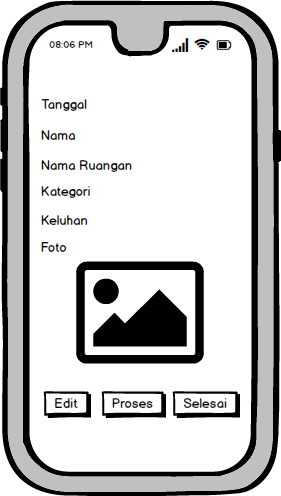 08:06 PM
Tanggal
Nama
Nama Ruangan
Kategori
Keluhan
Foto
Edit Proses Selesai